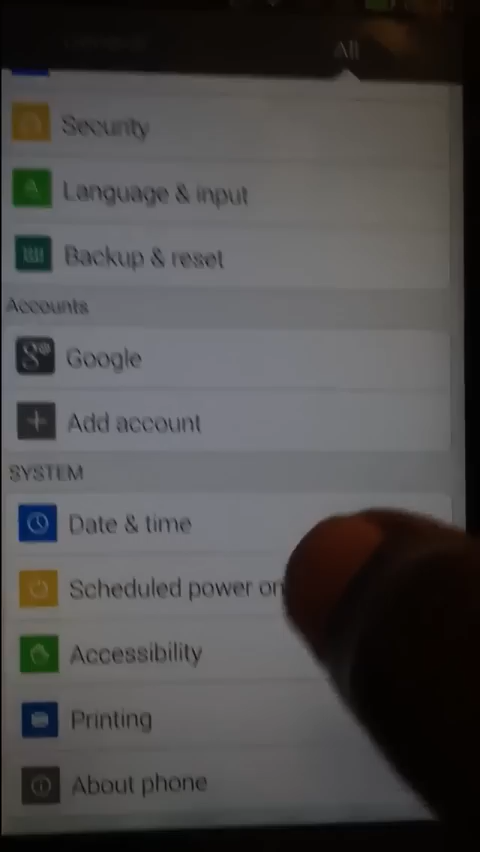 All
Security
Language & input
Backup & reset
Accounts
Google
Add account
SYSTEM
Date & time
Scheduled power on
Accessibility
Printing
About phone